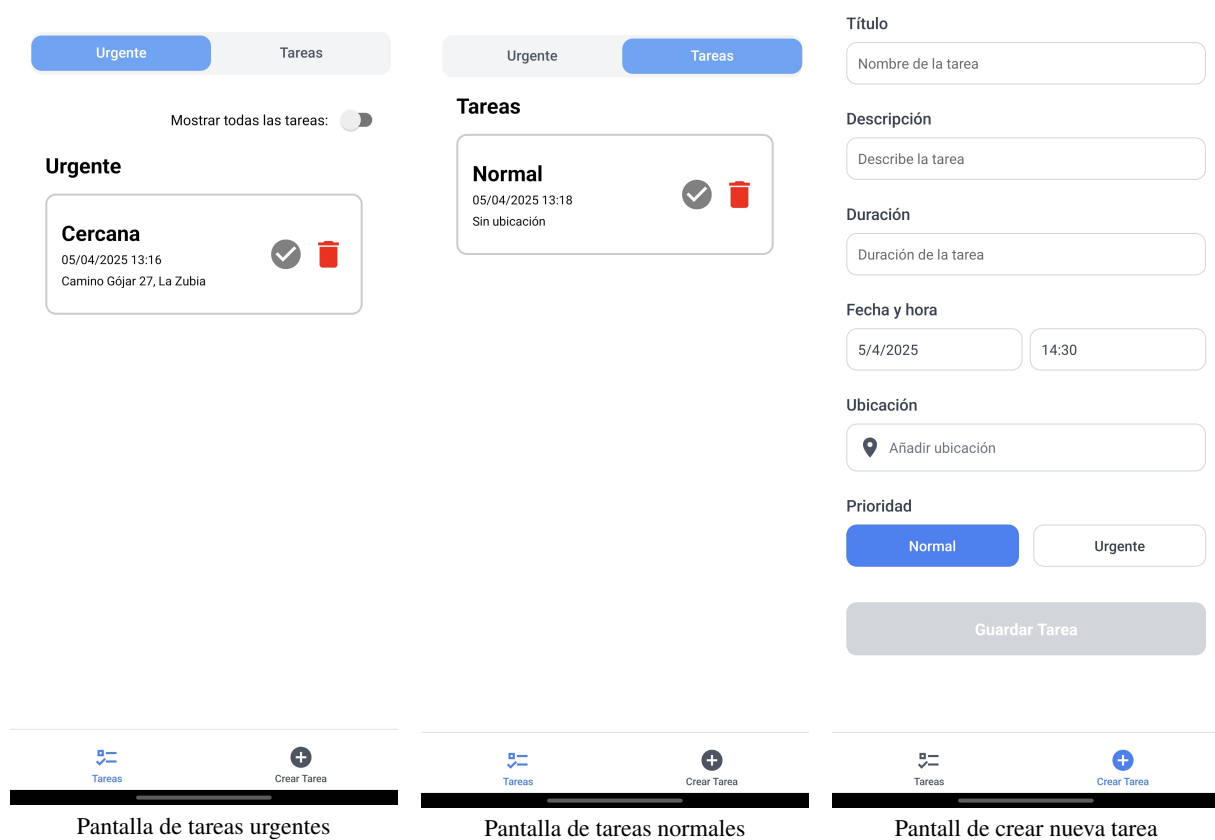 Urgente
Tareas
Mostrar todas las tareas:
Urgente
Cercana
05/04/2025 13:16
Camino Gójar 27, La Zubia
Tareas
Crear Tarea
Pantalla de tareas urgentes
Urgente
Tareas
Tareas
Normal
05/04/2025 13:18
Sin ubicación
Tareas
Crear Tarea
Pantalla de tareas normales
Título
Nombre de la tarea
Descripción
Describe la tarea
Duración
Duración de la tarea
Fecha y hora
5/4/2025
14:30
Ubicación
Añadir ubicación
Prioridad
Normal
Urgente
Guardar Tarea
Tareas
Crear Tarea
Pantall de crear nueva tarea